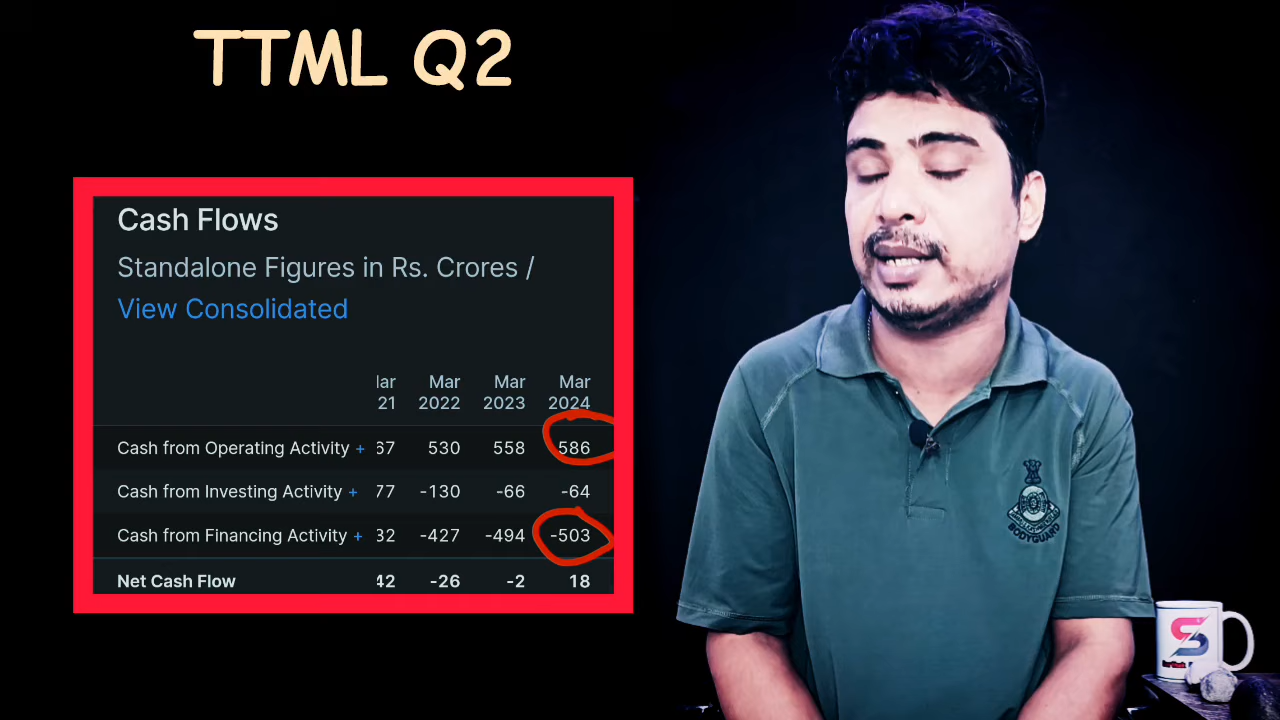 TTML Q2
Cash Flows
Standalone Figures in Rs. Crores /
View Consolidated
lar Mar Mar Mar
21 2022 2023 2024
Cash from Operating Activity + 67 530 558 586
Cash from Investing Activity + 77 -130 -66 -64
Cash from Financing Activity + 32 -427 -494 -503
Net Cash Flow 42 -26 -2 18
BODYGUARD